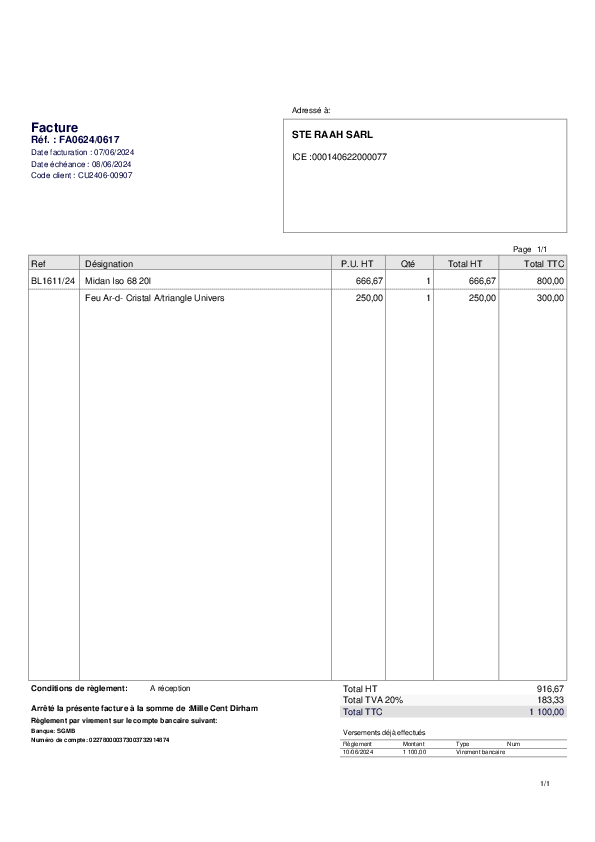 Adressé à:
Facture
Réf. : FA0624/0617
Date facturation : 07/06/2024
Date échéance : 08/06/2024
Code client : CU2406-00907
STE RAAH SARL
ICE :000140622000077
Page 1/1
Ref Désignation P.U. HT Qté Total HT Total TTC
BL1611/24 Midan Iso 68 20l 666,67 1 666,67 800,00
Feu Ar-d- Cristal A/triangle Univers 250,00 1 250,00 300,00
Conditions de règlement: A réception
Total HT 916,67
Total TVA 20% 183,33
Total TTC 1 100,00
Arrêté la présente facture à la somme de :Mille Cent Dirham
Règlement par virement sur le compte bancaire suivant:
Banque: SGMB
Numéro de compte: 0227800003730037329146​74
Versements déjà effectués
Règlement Montant Type Num
10/06/2024 1 100,00 Virement bancaire
1/1